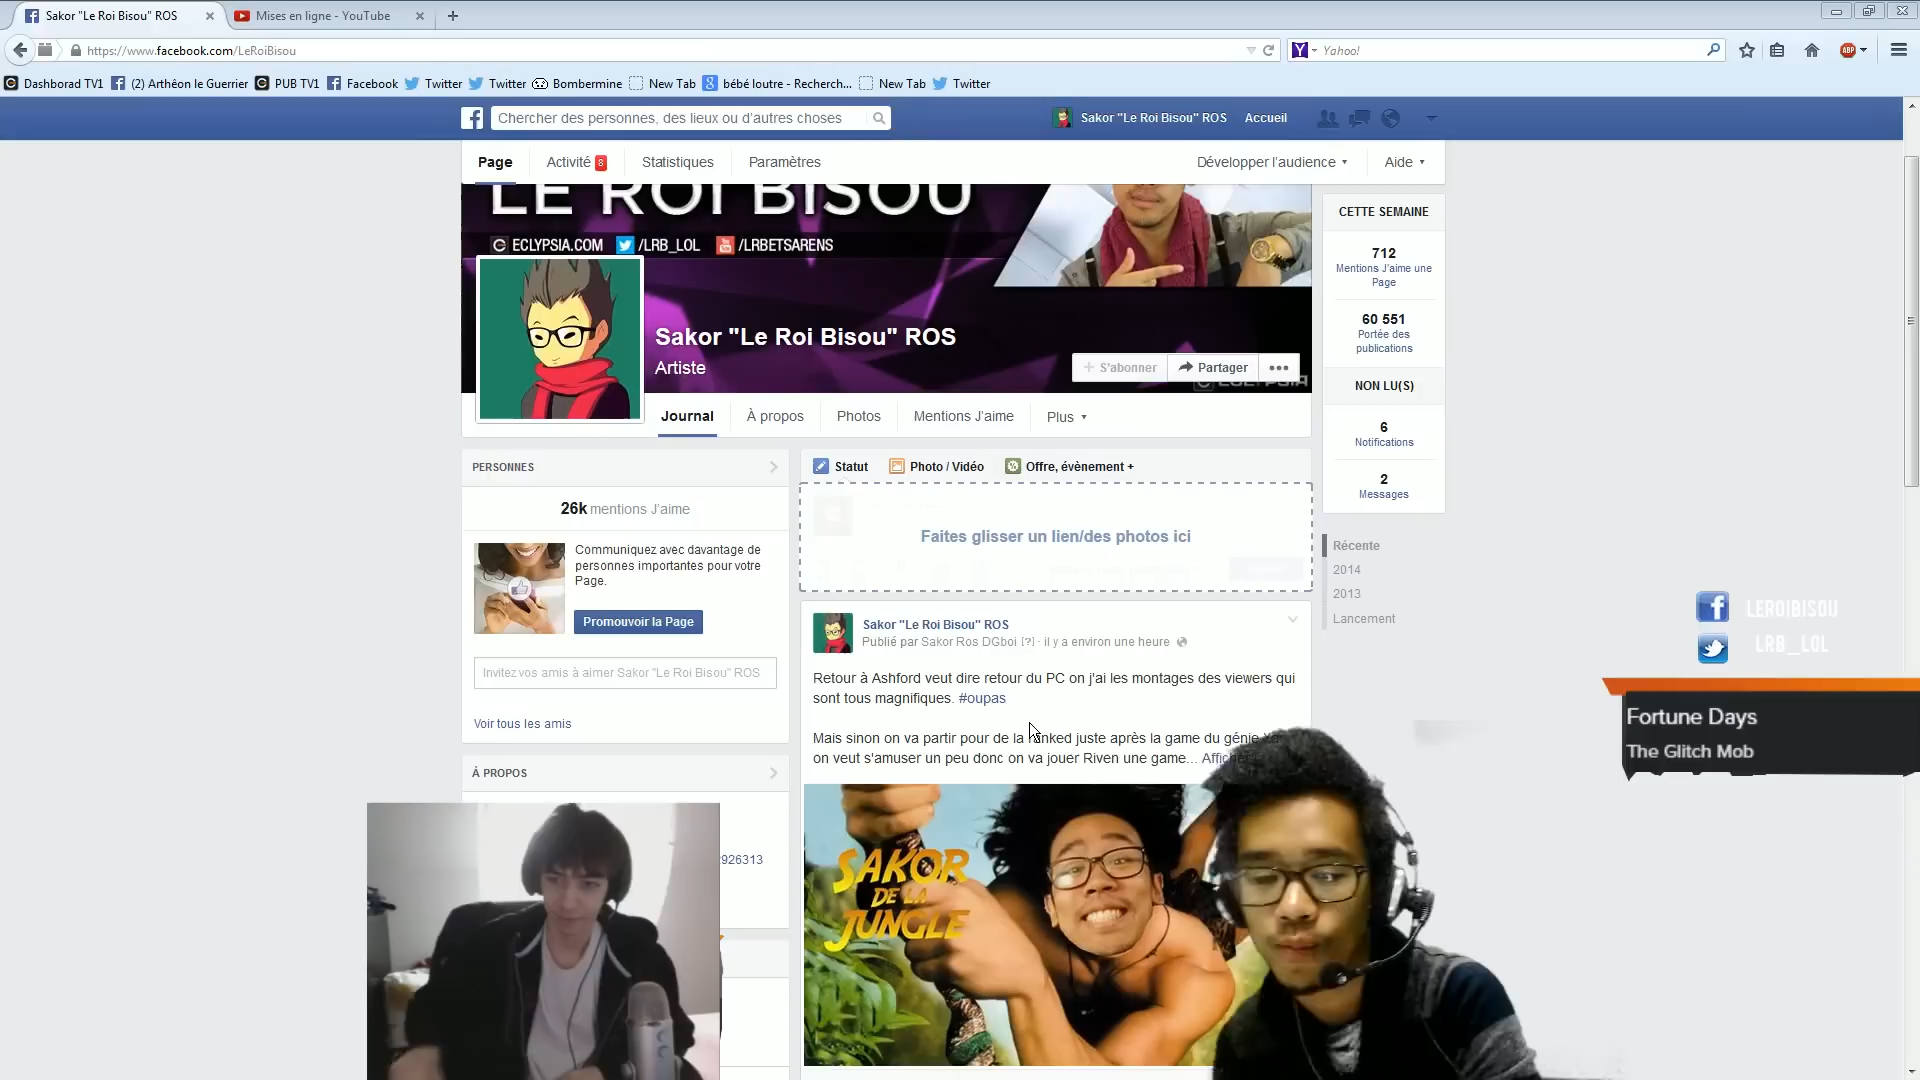 Sakor "Le Roi Bisou" ROS
Mises en ligne - YouTube
https://www.facebook.com/LeRoiBisou
Yahoo!
Dashborad TV1
(2) Arthêon le Guerrier
PUB TV1
Facebook
Twitter
Twitter
Bombermine
New Tab
bébé loutre - Recherch...
New Tab
Twitter
Chercher des personnes, des lieux ou d'autres choses
Sakor "Le Roi Bisou" ROS
Accueil
Page
Activité 8
Statistiques
Paramètres
Développer l'audience
Aide
LE ROI BISOU
ECLYPSIA.COM /LRB_LOL /LRBETSARENS
Sakor "Le Roi Bisou" ROS
Artiste
+ S'abonner
Partager
ECLYPSIA
Journal
À propos
Photos
Mentions J'aime
Plus
CETTE SEMAINE
712
Mentions J'aime une
Page
60 551
Portée des
publications
NON LU(S)
6
Notifications
2
Messages
Récente
2014
2013
Lancement
PERSONNES
26k mentions J'aime
Communiquez avec davantage de
personnes importantes pour votre
Page.
Promouvoir la Page
Invitez vos amis à aimer Sakor "Le Roi Bisou" ROS
Voir tous les amis
À PROPOS
926313
Statut
Photo / Vidéo
Offre, évènement +
Faites glisser un lien/des photos ici
Sakor "Le Roi Bisou" ROS
Publié par Sakor Ros DGboi [?] · il y a environ une heure
Retour à Ashford veut dire retour du PC on j'ai les montages des viewers qui
sont tous magnifiques. #oupas
Mais sinon on va partir pour de la ranked juste après la game du génie
on veut s'amuser un peu donc on va jouer Riven une game...
SAKOR
DE LA
JUNGLE
LEROIBISOU
LRB_LOL
Fortune Days
The Glitch Mob